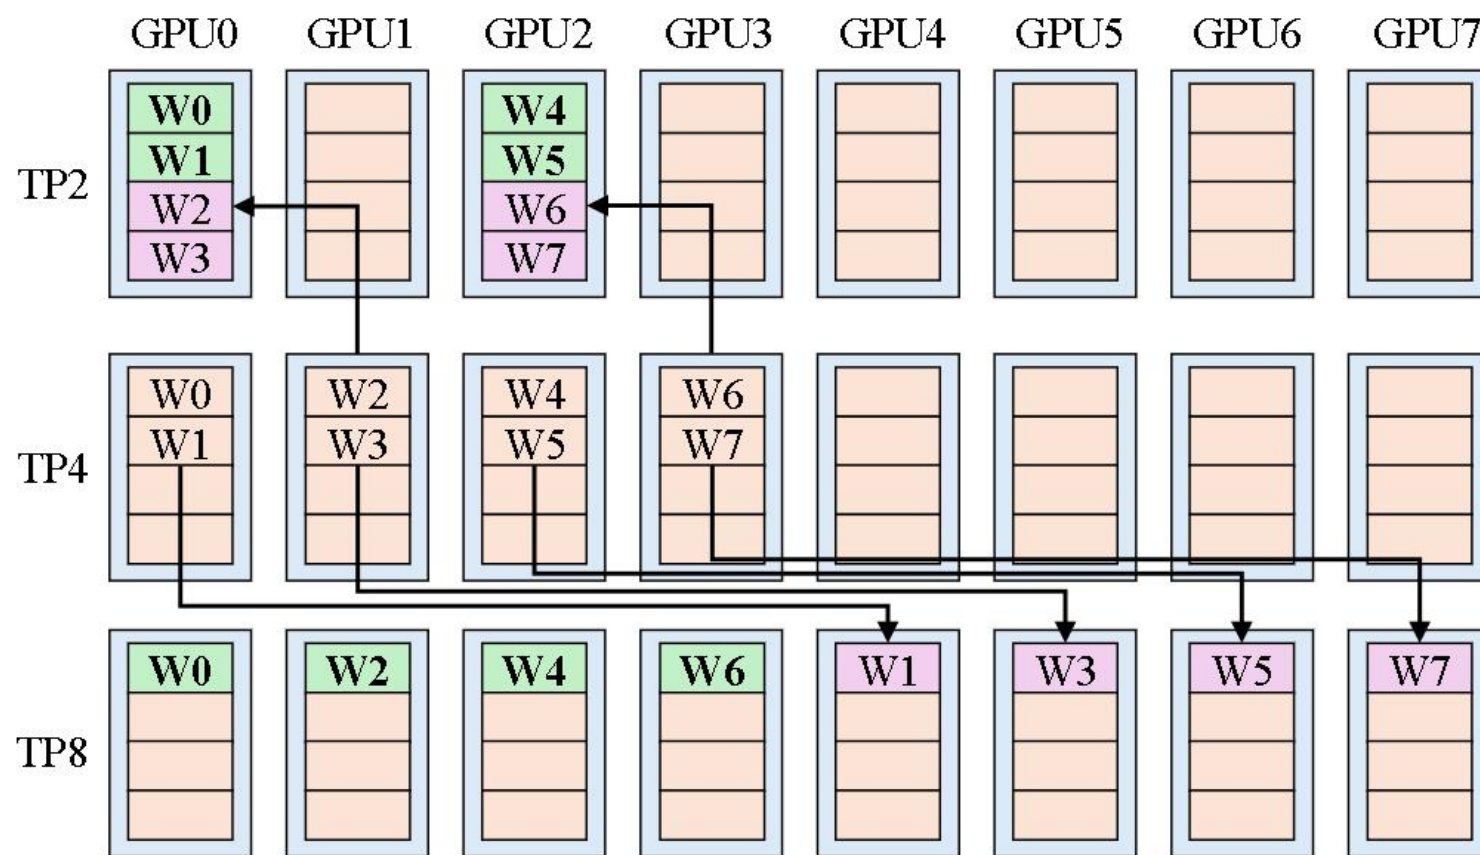 GPU0 GPU1 GPU2 GPU3 GPU4 GPU5 GPU6 GPU7
W0 W4
W1 W5
TP2
W2 W6
W3 W7
W0 W2 W4 W6
W1 W3 W5 W7
TP4
W0 W2 W4 W6 W1 W3 W5 W7
TP8